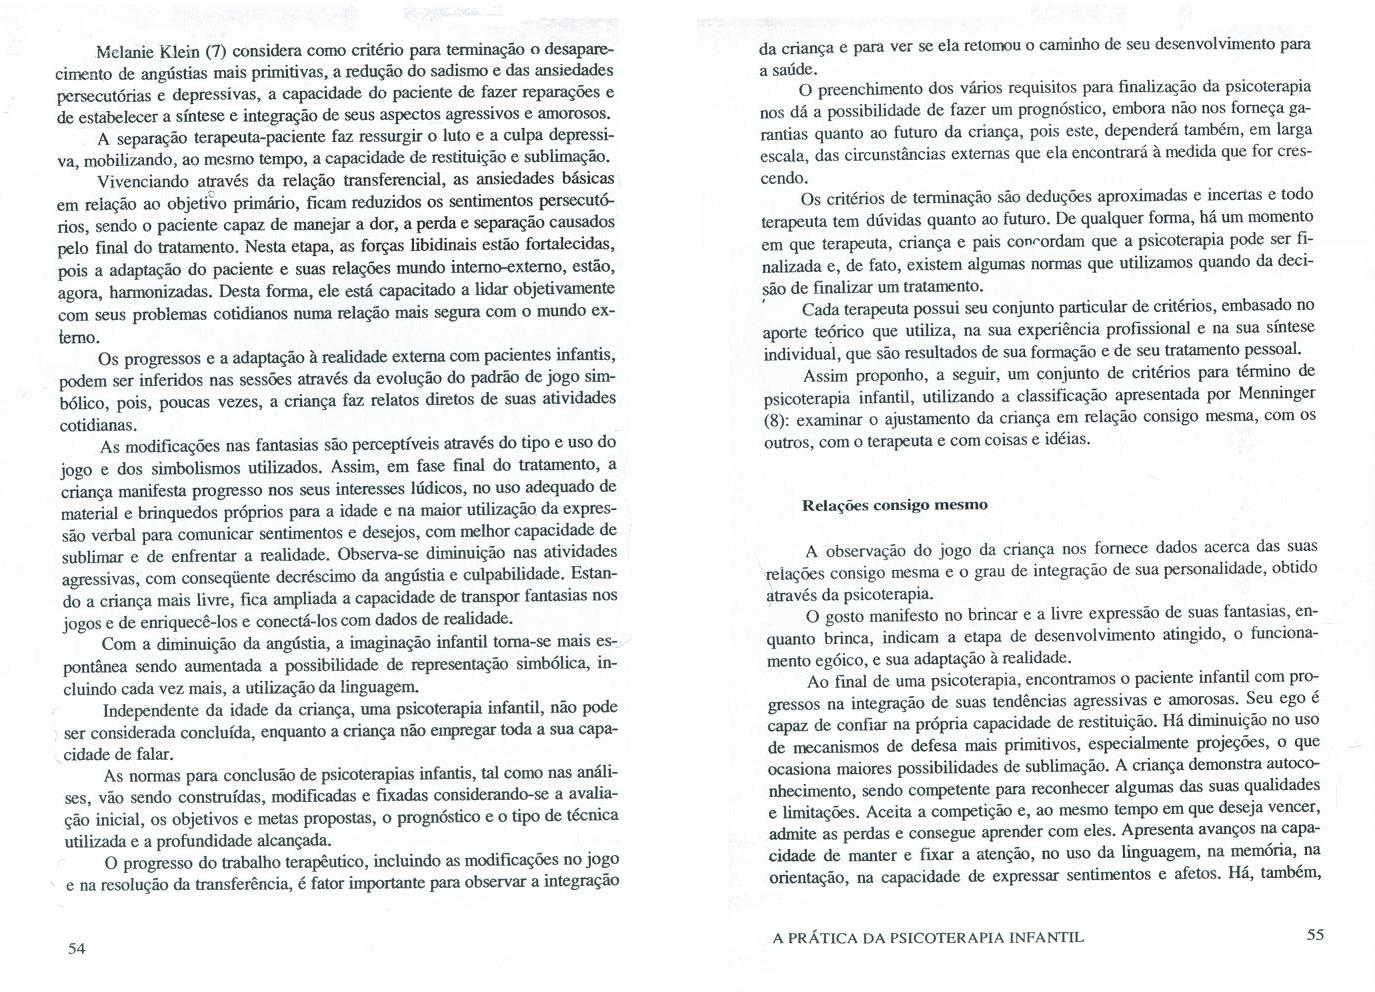 Melanie Klein (7) considera como critério para terminação o desapare-
cimento de angústias mais primitivas, a redução do sadismo e das ansiedades
persecutórias e depressivas, a capacidade do paciente de fazer reparações e
de estabelecer a síntese e integração de seus aspectos agressivos e amorosos.
A separação terapeuta-paciente faz ressurgir o luto e a culpa depressi-
va, mobilizando, ao mesmo tempo, a capacidade de restituição e sublimação.
Vivenciando através da relação transferencial, as ansiedades básicas
em relação ao objetivo primário, ficam reduzidos os sentimentos persecutó-
rios, sendo o paciente capaz de manejar a dor, a perda e separação causados
pelo final do tratamento. Nesta etapa, as forças libidinais estão fortalecidas,
pois a adaptação do paciente e suas relações mundo interno-externo, estão,
agora, harmonizadas. Desta forma, ele está capacitado a lidar objetivamente
com seus problemas cotidianos numa relação mais segura com o mundo ex-
terno.
Os progressos e a adaptação à realidade externa com pacientes infantis,
podem ser inferidos nas sessões através da evolução do padrão de jogo sim-
bólico, pois, poucas vezes, a criança faz relatos diretos de suas atividades
cotidianas.
As modificações nas fantasias são perceptíveis através do tipo e uso do
jogo e dos simbolismos utilizados. Assim, em fase final do tratamento, a
criança manifesta progresso nos seus interesses lúdicos, no uso adequado de
material e brinquedos próprios para a idade e na maior utilização da expres-
são verbal para comunicar sentimentos e desejos, com melhor capacidade de
sublimar e de enfrentar a realidade. Observa-se diminuição nas atividades
agressivas, com conseqüente decréscimo da angústia e culpabilidade. Estan-
do a criança mais livre, fica ampliada a capacidade de transpor fantasias nos
jogos e de enriquecê-los e conectá-los com dados de realidade.
Com a diminuição da angústia, a imaginação infantil torna-se mais es-
pontânea sendo aumentada a possibilidade de representação simbólica, in-
cluindo cada vez mais, a utilização da linguagem.
Independente da idade da criança, uma psicoterapia infantil, não pode
ser considerada concluída, enquanto a criança não empregar toda a sua capa-
cidade de falar.
As normas para conclusão de psicoterapias infantis, tal como nas análi-
ses, vão sendo construídas, modificadas e fixadas considerando-se a avalia-
ção inicial, os objetivos e metas propostas, o prognóstico e o tipo de técnica
utilizada e a profundidade alcançada.
O progresso do trabalho terapêutico, incluindo as modificações no jogo
e na resolução da transferência, é fator importante para observar a integração
54
da criança e para ver se ela retomou o caminho de seu desenvolvimento para
a saúde.
O preenchimento dos vários requisitos para finalização da psicoterapia
nos dá a possibilidade de fazer um prognóstico, embora não nos forneça ga-
rantias quanto ao futuro da criança, pois este, dependerá também, em larga
escala, das circunstâncias externas que ela encontrará à medida que for cres-
cendo.
Os critérios de terminação são deduções aproximadas e incertas e todo
terapeuta tem dúvidas quanto ao futuro. De qualquer forma, há um momento
em que terapeuta, criança e pais concordam que a psicoterapia pode ser fi-
nalizada e, de fato, existem algumas normas que utilizamos quando da deci-
são de finalizar um tratamento.
Cada terapeuta possui seu conjunto particular de critérios, embasado no
aporte teórico que utiliza, na sua experiência profissional e na sua síntese
individual, que são resultados de sua formação e de seu tratamento pessoal.
Assim proponho, a seguir, um conjunto de critérios para término de
psicoterapia infantil, utilizando a classificação apresentada por Menninger
(8): examinar o ajustamento da criança em relação consigo mesma, com os
outros, com o terapeuta e com coisas e idéias.
Relações consigo mesmo
A observação do jogo da criança nos fornece dados acerca das suas
relações consigo mesma e o grau de integração de sua personalidade, obtido
através da psicoterapia.
O gosto manifesto no brincar e a livre expressão de suas fantasias, en-
quanto brinca, indicam a etapa de desenvolvimento atingido, o funciona-
mento egóico, e sua adaptação à realidade.
Ao final de uma psicoterapia, encontramos o paciente infantil com pro-
gressos na integração de suas tendências agressivas e amorosas. Seu ego é
capaz de confiar na própria capacidade de restituição. Há diminuição no uso
de mecanismos de defesa mais primitivos, especialmente projeções, o que
ocasiona maiores possibilidades de sublimação. A criança demonstra autoco-
nhecimento, sendo competente para reconhecer algumas das suas qualidades
e limitações. Aceita a competição e, ao mesmo tempo em que deseja vencer,
admite as perdas e consegue aprender com eles. Apresenta avanços na capa-
cidade de manter e fixar a atenção, no uso da linguagem, na memória, na
orientação, na capacidade de expressar sentimentos e afetos. Há, também,
A PRÁTICA DA PSICOTERAPIA INFANTIL
55